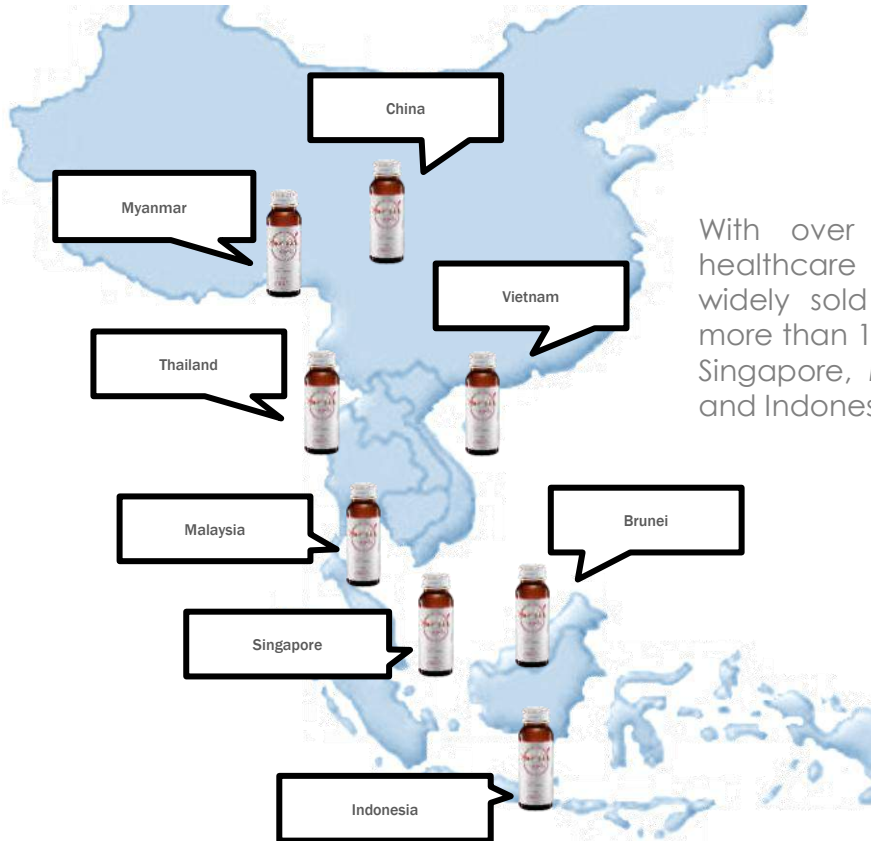 China
Myanmar
With over
healthcare
widely sold
more than 1
Singapore,
and Indones
Vietnam
Thailand
Malaysia
Brunei
Singapore
Indonesia